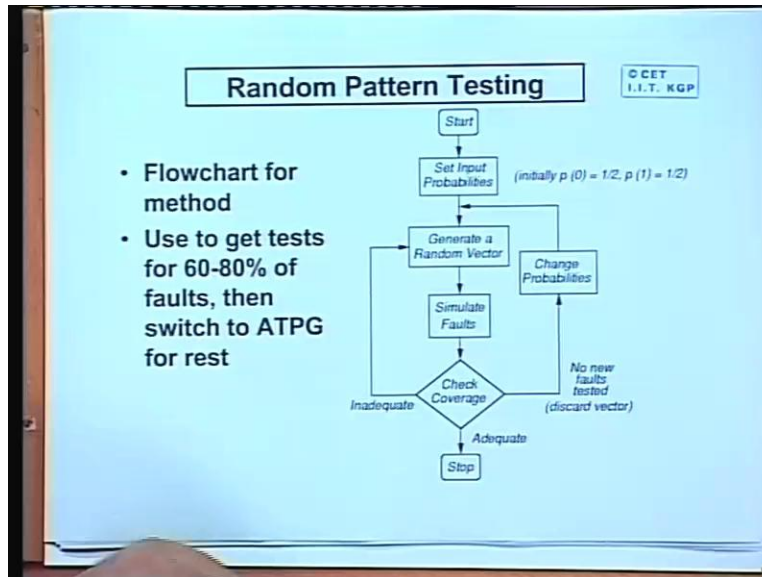 Random Pattern Testing
© CET
I.I.T. KGP
• Flowchart for
method
• Use to get tests
for 60-80% of
faults, then
switch to ATPG
for rest
Start
Set Input
Probabilities
(initially p (0) = 1/2, p (1) = 1/2)
Generate a
Random Vector
Change
Probabilities
Simulate
Faults
Check
Coverage
Inadequate
No new
faults
tested
(discard vector)
Adequate
Stop